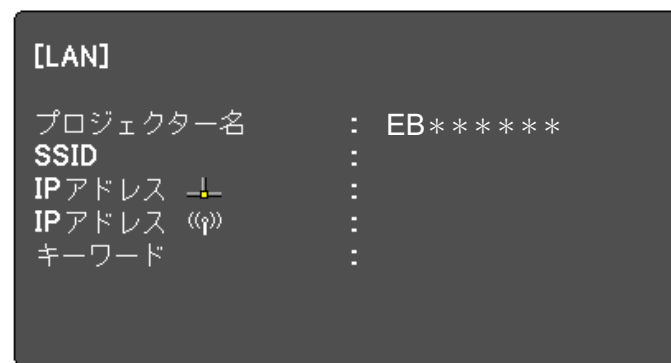 [LAN]
プロジェクター名 : EB******
SSID :
IPアドレス :
IPアドレス :
キーワード :